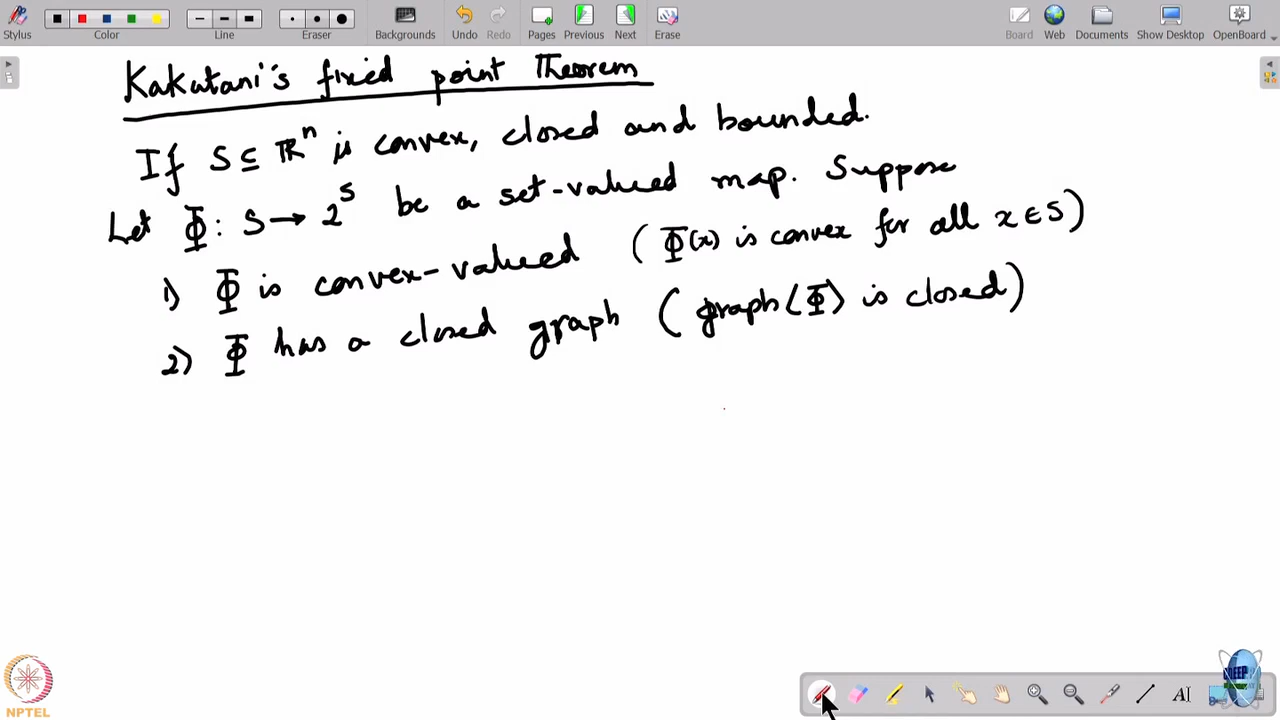 Stylus
Color
Line
Eraser
Backgrounds
Undo
Redo
Pages
Previous
Next
Erase
Board
Web
Documents
Show Desktop
OpenBoard
Kakutani's fixed point Theorem
If S ⊆ ℝⁿ is convex, closed and bounded.
Let Φ : S → 2^S be a set-valued map. Suppose
1) Φ is convex-valued (Φ(x) is convex for all x ∈ S)
2) Φ has a closed graph (graph(Φ) is closed)
NPTEL
AI